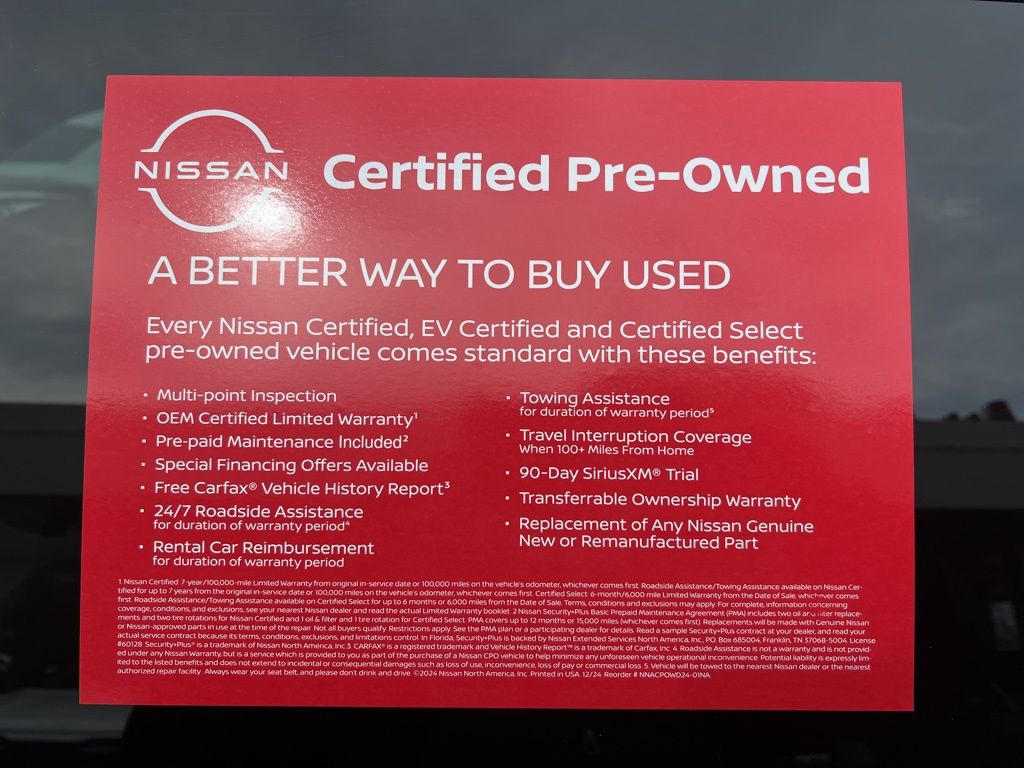 NISSAN
Certified Pre-Owned
A BETTER WAY TO BUY USED
Every Nissan Certified, EV Certified and Certified Select
pre-owned vehicle comes standard with these benefits:
· Multi-point Inspection
· OEM Certified Limited Warranty¹
· Pre-paid Maintenance Included²
· Special Financing Offers Available
· Free Carfax® Vehicle History Report³
· 24/7 Roadside Assistance
for duration of warranty period⁴
· Rental Car Reimbursement
for duration of warranty period
· Towing Assistance
for duration of warranty period⁵
· Travel Interruption Coverage
When 100+ Miles From Home
· 90-Day SiriusXM® Trial
· Transferrable Ownership Warranty
· Replacement of Any Nissan Genuine
New or Remanufactured Part
1. Nissan Certified: 7-year/100,000-mile Limited Warranty from original in-service date or 100,000 miles on the vehicle's odometer, whichever comes first. Roadside Assistance/Towing Assistance available on Nissan Cer-
tified for up to 7 years from the original in-service date or 100,000 miles on the vehicle's odometer, whichever comes first. Certified Select: 6-month/6,000 mile Limited Warranty from the Date of Sale, whichever comes
first. Roadside Assistance/Towing Assistance available on Certified Select for up to 6 months or 6,000 miles from the Date of Sale. Terms, conditions and exclusions may apply. For complete, information concerning
coverage, conditions, and exclusions, see your nearest Nissan dealer and read the actual Limited Warranty booklet. 2 Nissan Security+Plus Basic Prepaid Maintenance Agreement (PMA) includes two oil and filter replace-
ments and two tire rotations for Nissan Certified and 1 oil & filter and 1 tire rotation for Certified Select. PMA covers up to 12 months or 15,000 miles (whichever comes first). Replacements will be made with Genuine Nissan
or Nissan-approved parts in use at the time of the repair. Not all buyers qualify. Restrictions apply. See the PMA plan or a participating dealer for details. Read a sample Security+Plus contract at your dealer, and read your
actual service contract because its terms, conditions, exclusions, and limitations control. In Florida, Security+Plus is backed by Nissan Extended Services North America, Inc., P.O. Box 685004, Franklin, TN 37068-5004. License
#60128 Security+Plus® is a trademark of Nissan North America, Inc. 3. CARFAX® is a registered trademark and Vehicle History Report™ is a trademark of Carfax, Inc. 4. Roadside Assistance is not a warranty and is not provid-
ed under any Nissan Warranty, but is a service which is provided to you as part of the purchase of a Nissan CPO vehicle to help minimize any unforeseen vehicle operational inconvenience. Potential liability is expressly lim-
ited to the listed benefits and does not extend to incidental or consequential damages such as loss of use, inconvenience, loss of pay or commercial loss. 5. Vehicle will be towed to the nearest Nissan dealer or the nearest
authorized repair facility. Always wear your seat belt, and please don't drink and drive. ©2024 Nissan North America, Inc. Printed in USA. 12/24 Reorder # NNACPOWD24-01NA.